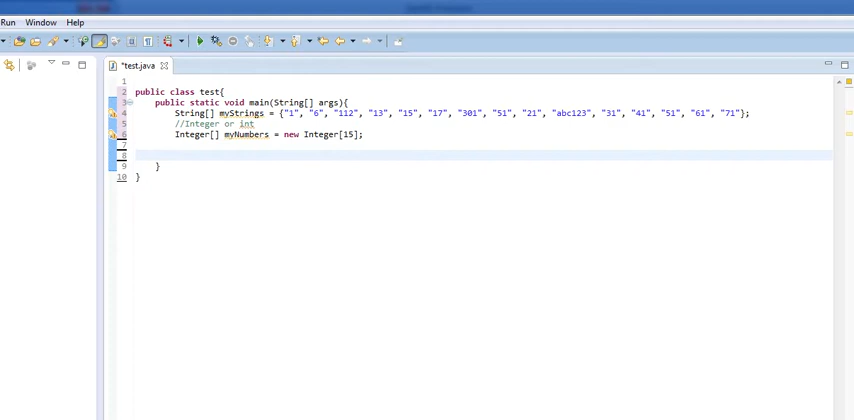 Run Window Help
*test.java
1
2 public class test{
3 public static void main(String[] args){
4 String[] myStrings = {"1", "6", "112", "13", "15", "17", "301", "51", "21", "abc123", "31", "41", "51", "61", "71"};
5 //Integer or int
6 Integer[] myNumbers = new Integer[15];
7
8
9 }
10 }